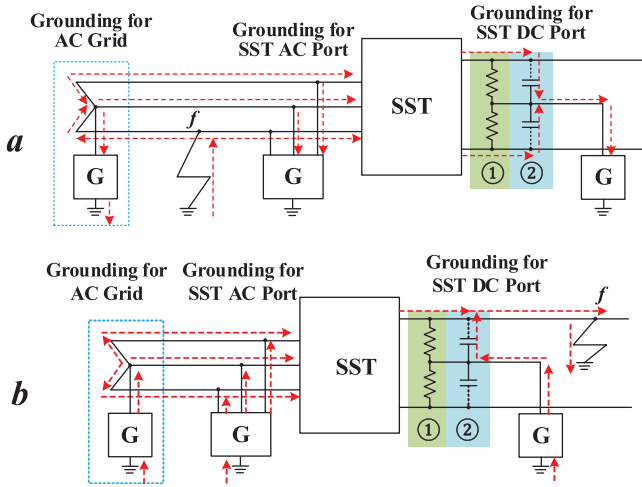 Grounding for
AC Grid
Grounding for
SST AC Port
Grounding for
SST DC Port
f
SST
a
G
G
① ②
G
Grounding for
AC Grid
Grounding for
SST AC Port
Grounding for
SST DC Port
f
SST
b
G
G
① ②
G